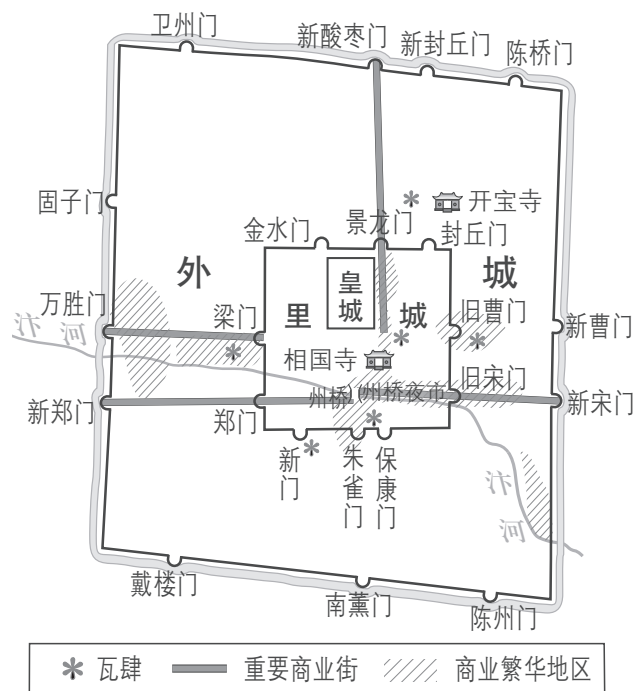 卫州门
新酸枣门
新封丘门
陈桥门
固子门
开宝寺
金水门
景龙门
封丘门
外
城
皇城
里
城
万胜门
梁门
旧曹门
新曹门
汴河
相国寺
旧宋门
州桥
州桥夜市
新郑门
郑门
新宋门
新门
朱雀门
保康门
汴河
戴楼门
南薰门
陈州门
瓦肆 重要商业街 商业繁华地区